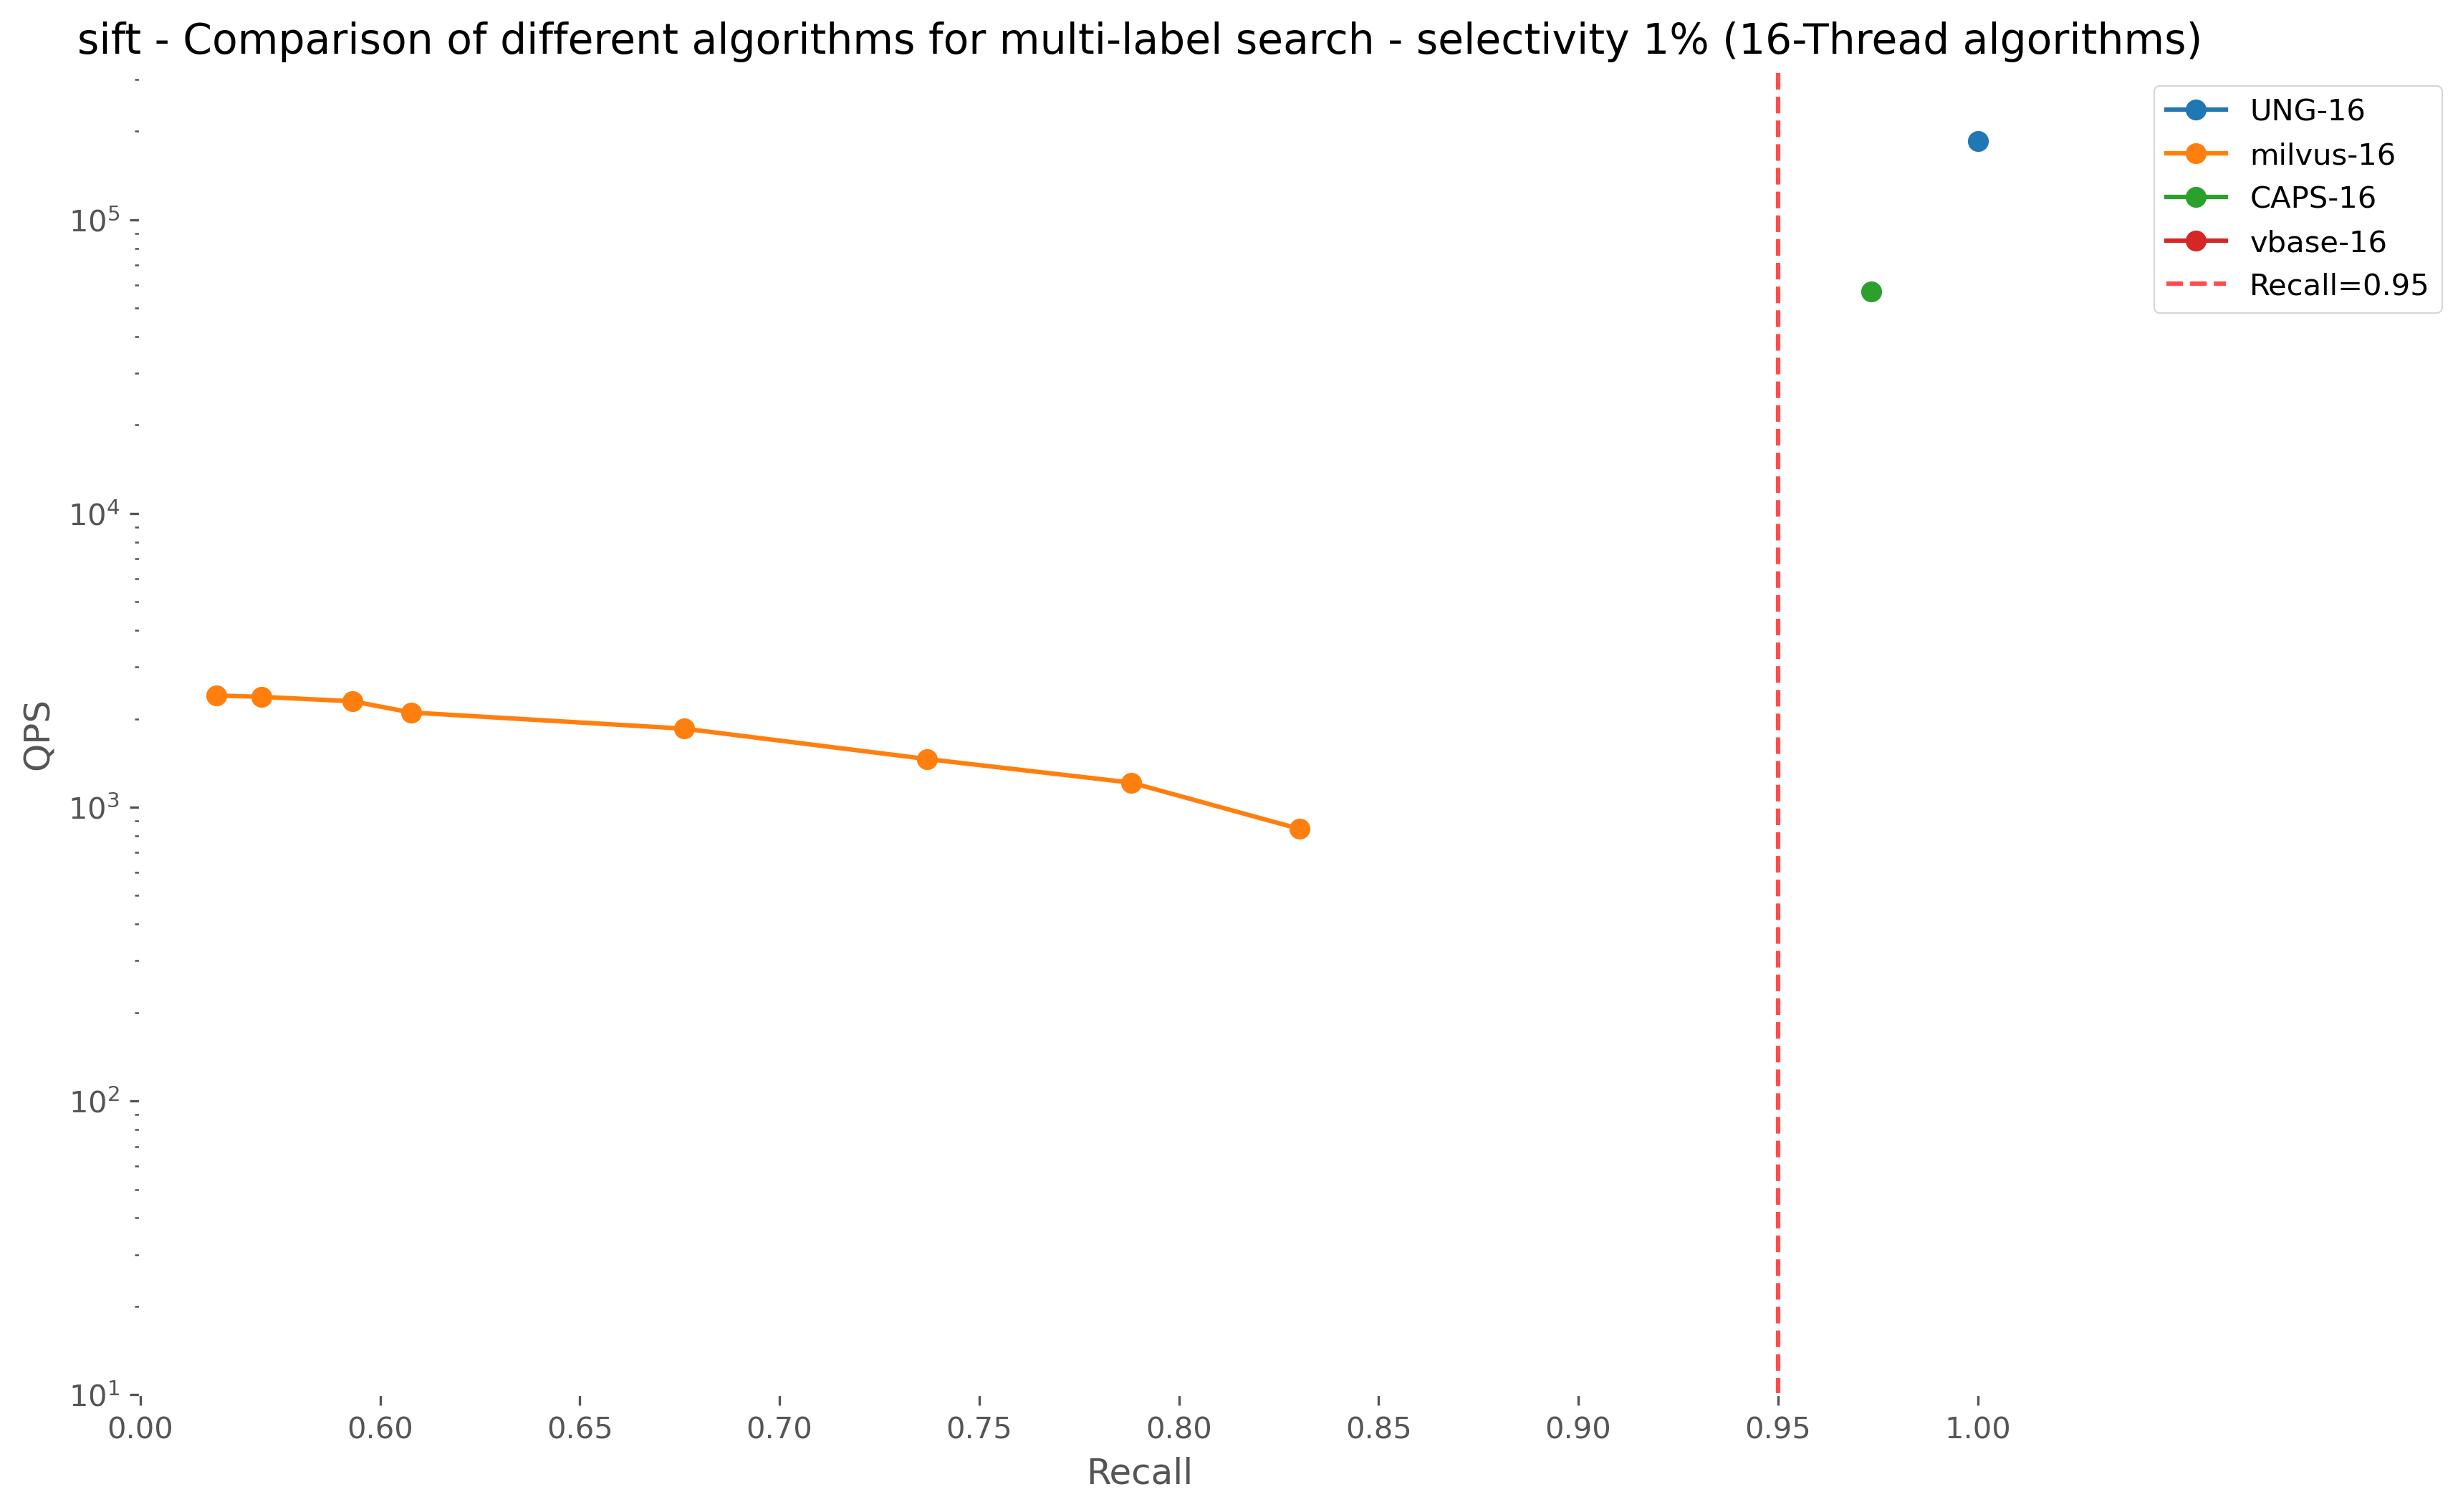 sift - Comparison of different algorithms for multi-label search - selectivity 1% (16-Thread algorithms)
UNG-16
milvus-16
CAPS-16
vbase-16
Recall=0.95
QPS
10⁵
10⁴
10³
10²
10¹
0.00 0.60 0.65 0.70 0.75 0.80 0.85 0.90 0.95 1.00
Recall